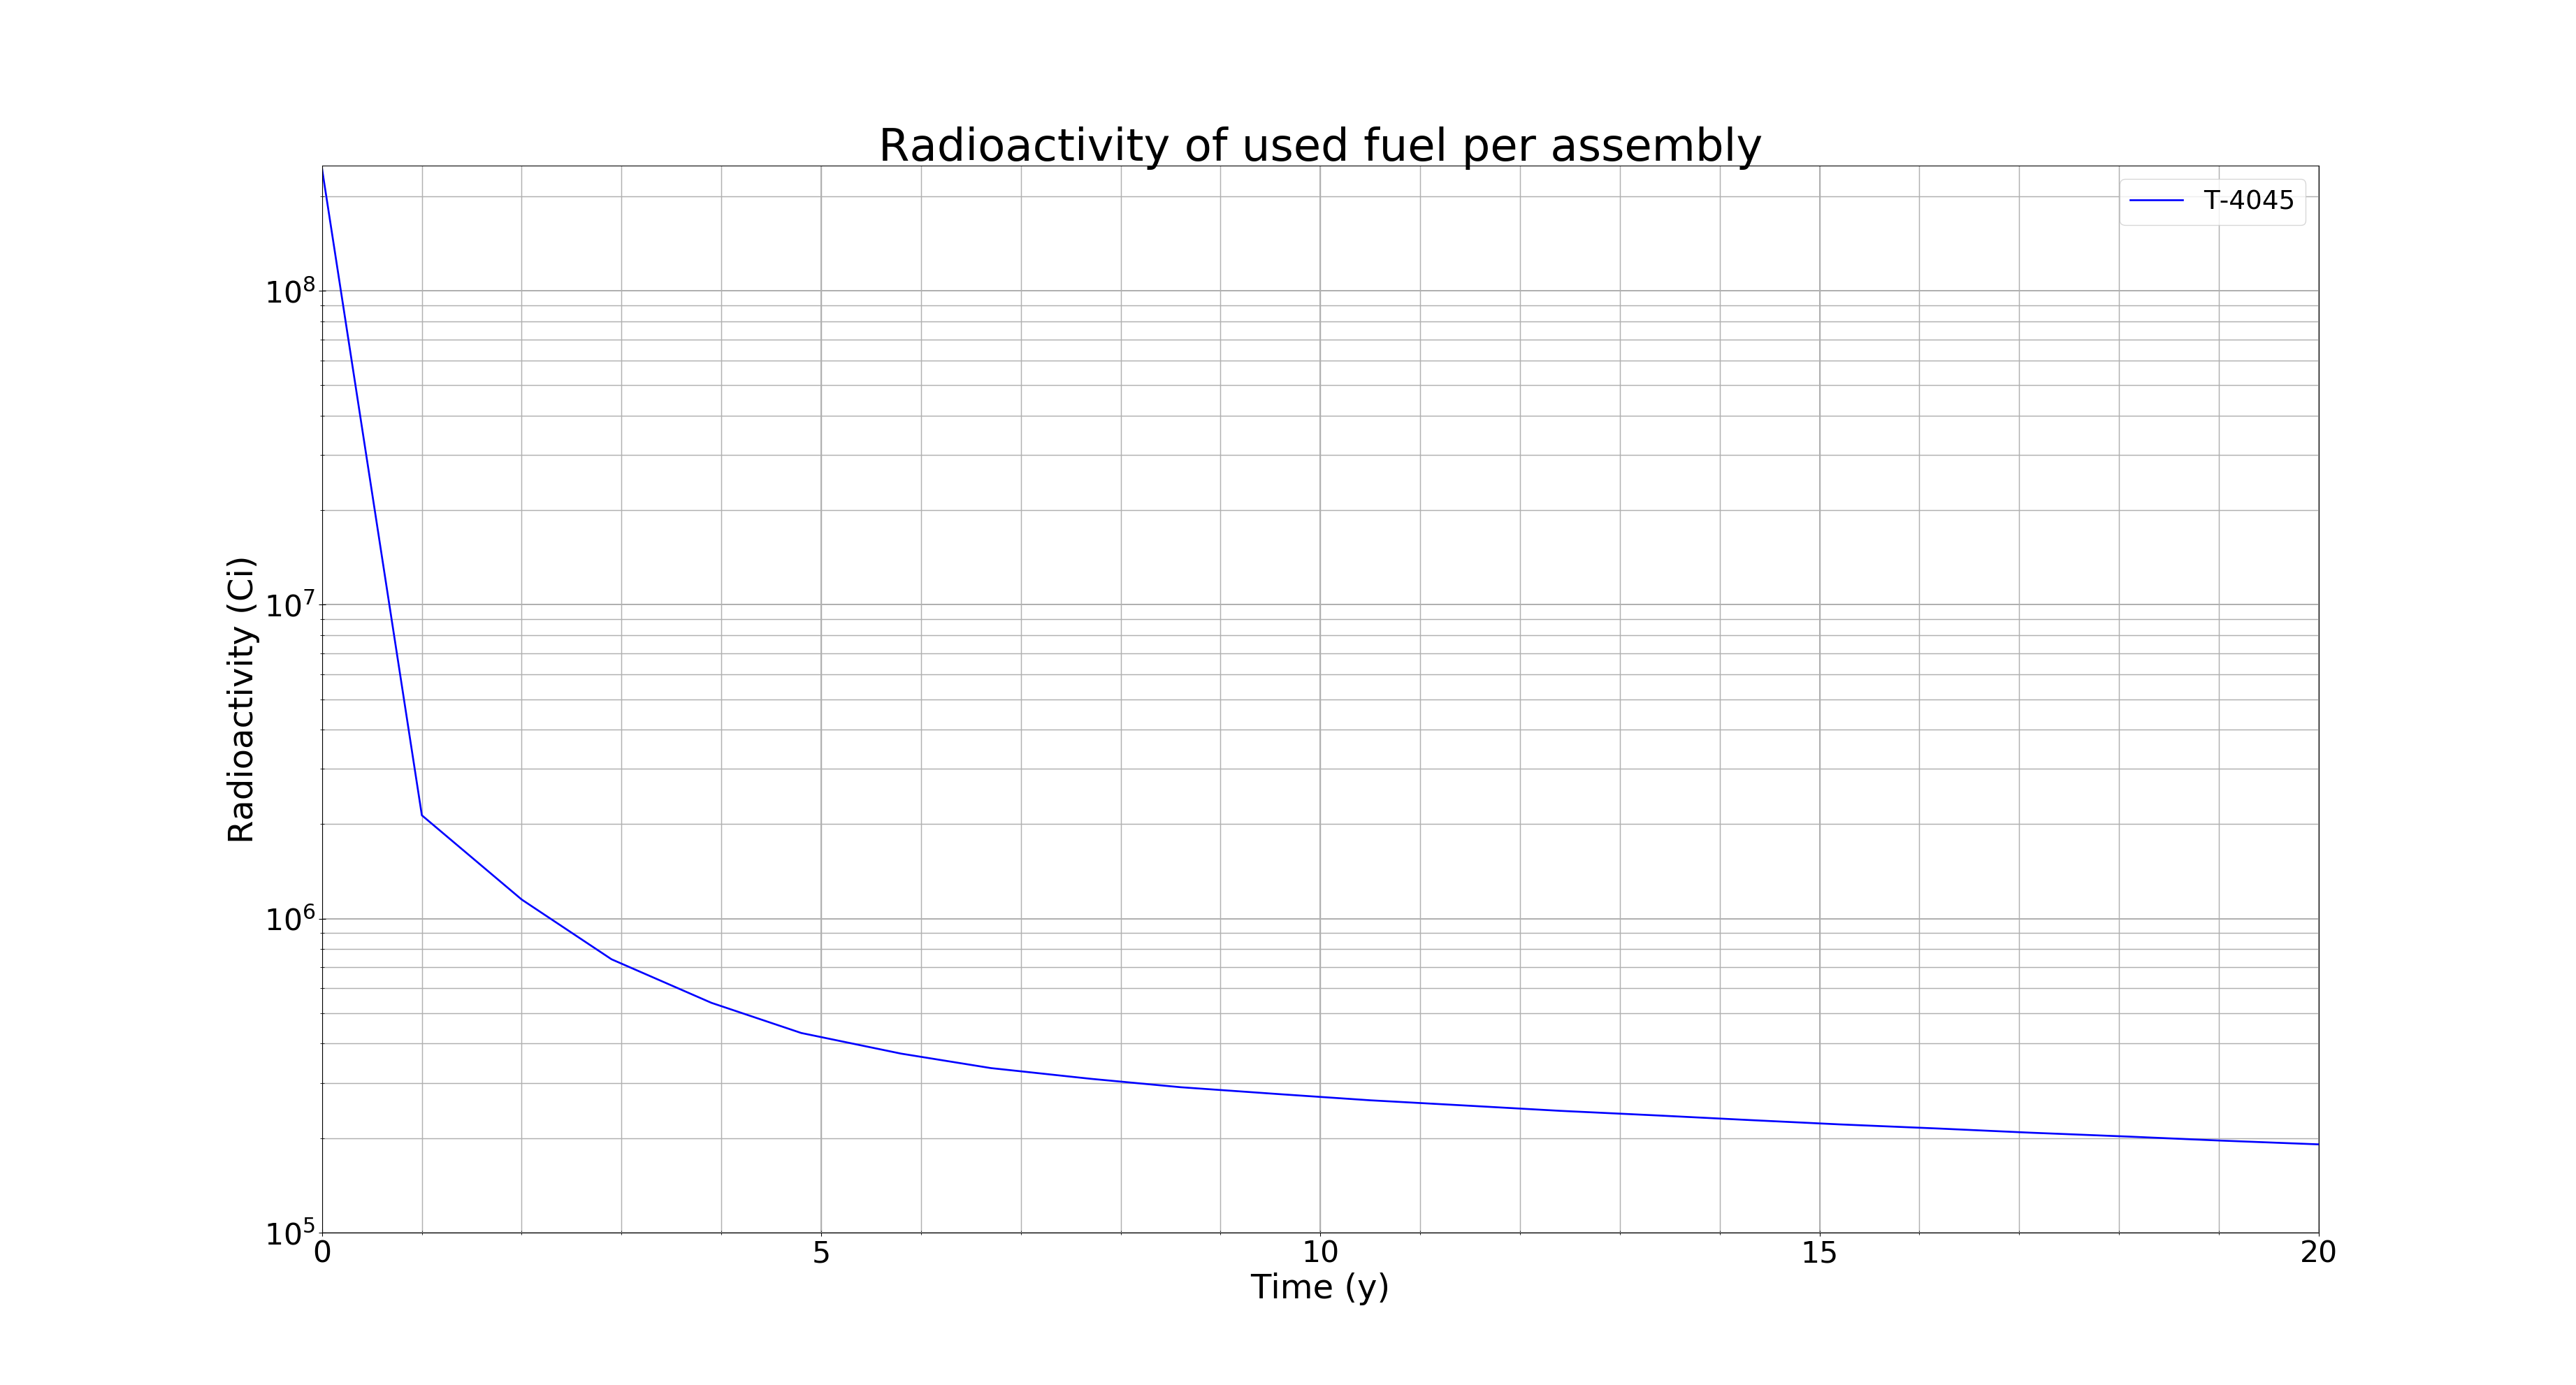 Radioactivity of used fuel per assembly
T-4045
Radioactivity (Ci)
10⁸
10⁷
10⁶
10⁵
0 5 10 15 20
Time (y)